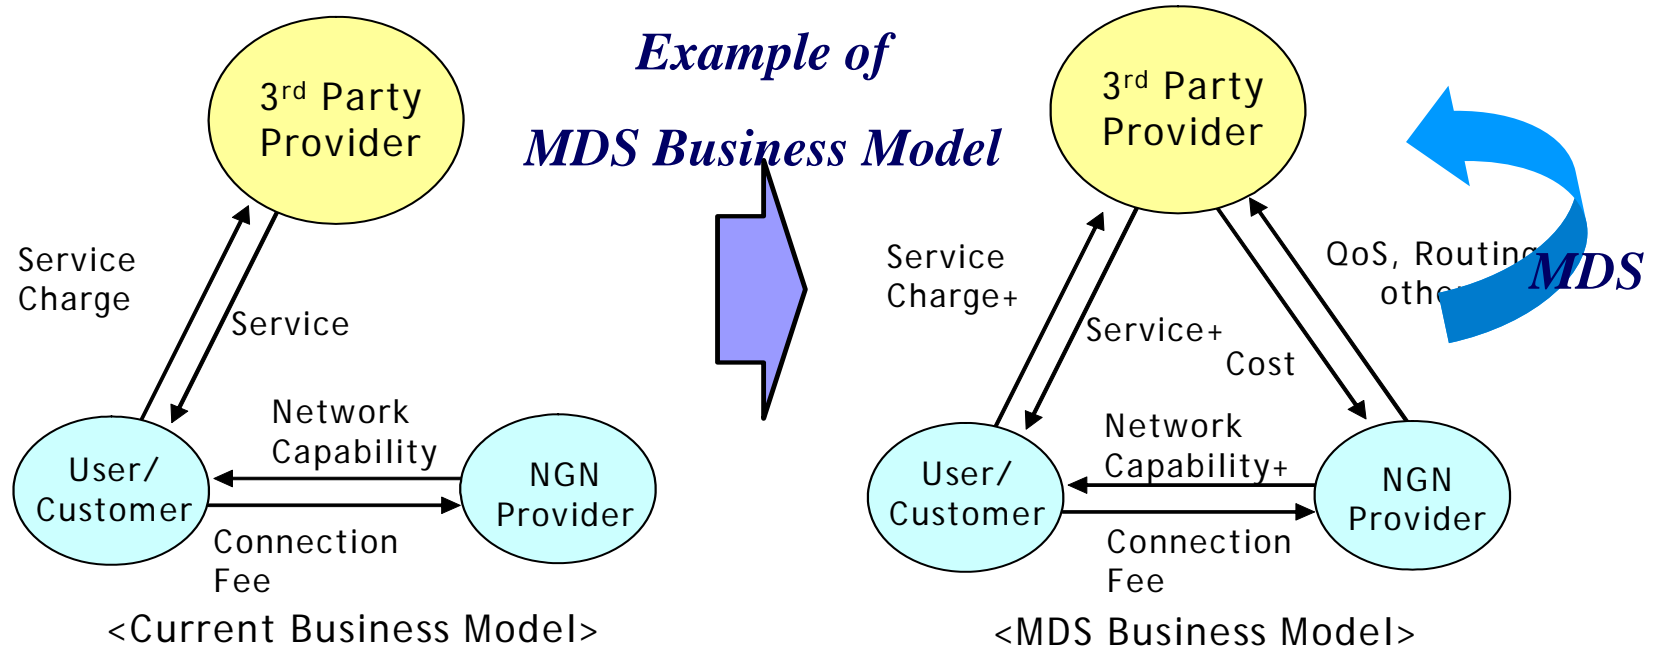 Example of
MDS Business Model
3rd Party
Provider
Service
Charge
Service
Network
Capability
User/
Customer
NGN
Provider
Connection
Fee
<Current Business Model>
3rd Party
Provider
Service
Charge+
Service+
Cost
QoS, Routing
MDS
Network
Capability+
User/
Customer
NGN
Provider
Connection
Fee
<MDS Business Model>